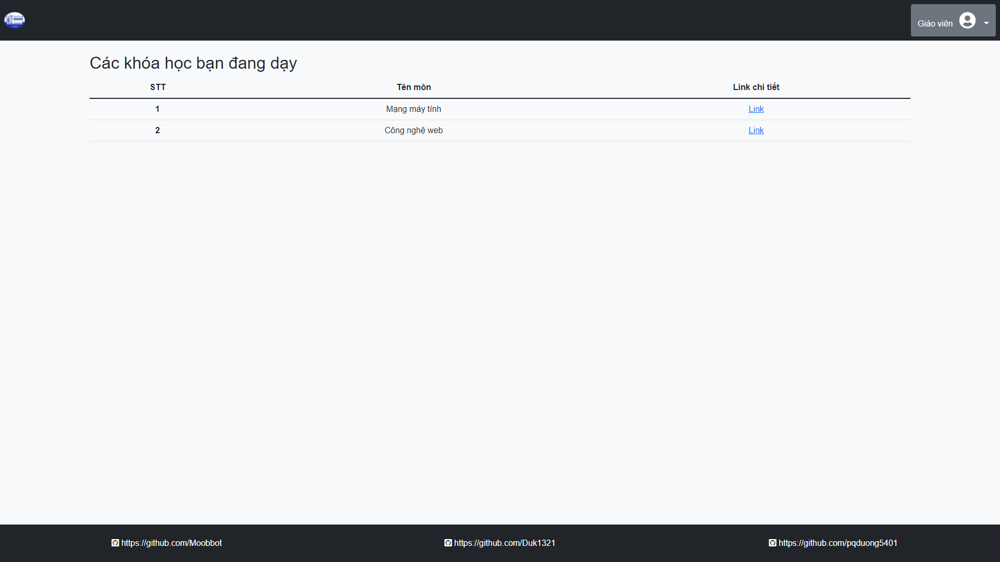 Giáo viên
Các khóa học bạn đang dạy
STT Tên môn Link chi tiết
1 Mạng máy tính Link
2 Công nghệ web Link
https://github.com/Moobbot https://github.com/Duk1321 https://github.com/pqduong5401